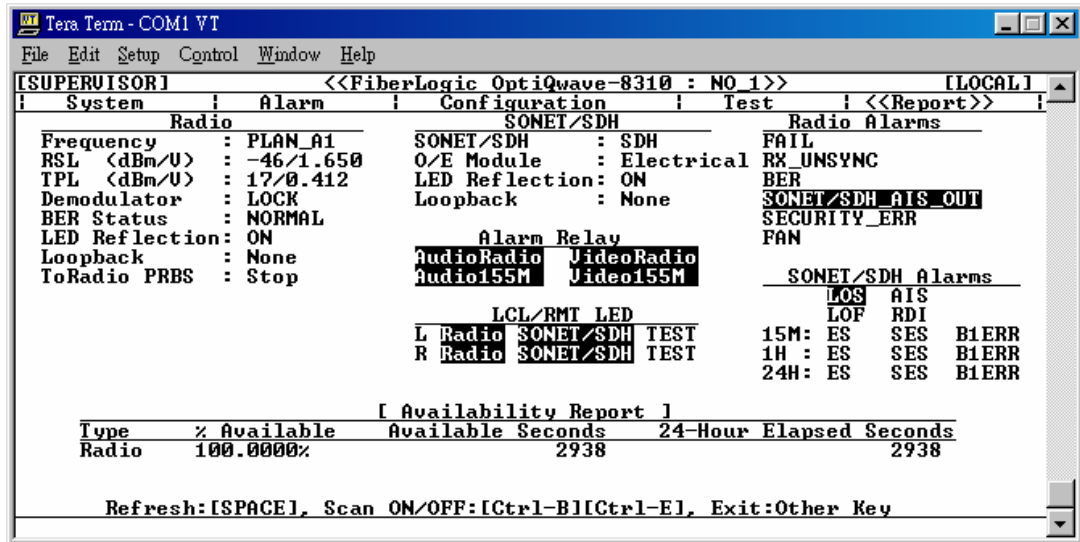 Tera Term - COM1 VT
File Edit Setup Control Window Help
[SUPERVISOR] <<FiberLogic OptiQwave-8310 : NO_1>> [LOCAL]
| System | Alarm | Configuration | Test | <<Report>> |
Radio SONET/SDH Radio Alarms
Frequency : PLAN_A1 SONET/SDH : SDH FAIL
RSL (dBm/V) : -46/1.650 O/E Module : Electrical RX_UNSYNC
TPL (dBm/V) : 17/0.412 LED Reflection: ON BER
Demodulator : LOCK Loopback : None SONET/SDH_AIS_OUT
BER Status : NORMAL SECURITY_ERR
LED Reflection: ON Alarm Relay FAN
Loopback : None AudioRadio VideoRadio
ToRadio PRBS : Stop Audio155M Video155M SONET/SDH Alarms
LOS AIS
LCL/RMT LED LOF RDI
L Radio SONET/SDH TEST 15M: ES SES B1ERR
R Radio SONET/SDH TEST 1H : ES SES B1ERR
24H: ES SES B1ERR
[ Availability Report ]
Type % Available Available Seconds 24-Hour Elapsed Seconds
Radio 100.0000% 2938 2938
Refresh:[SPACE], Scan ON/OFF:[Ctrl-B][Ctrl-E], Exit:Other Key